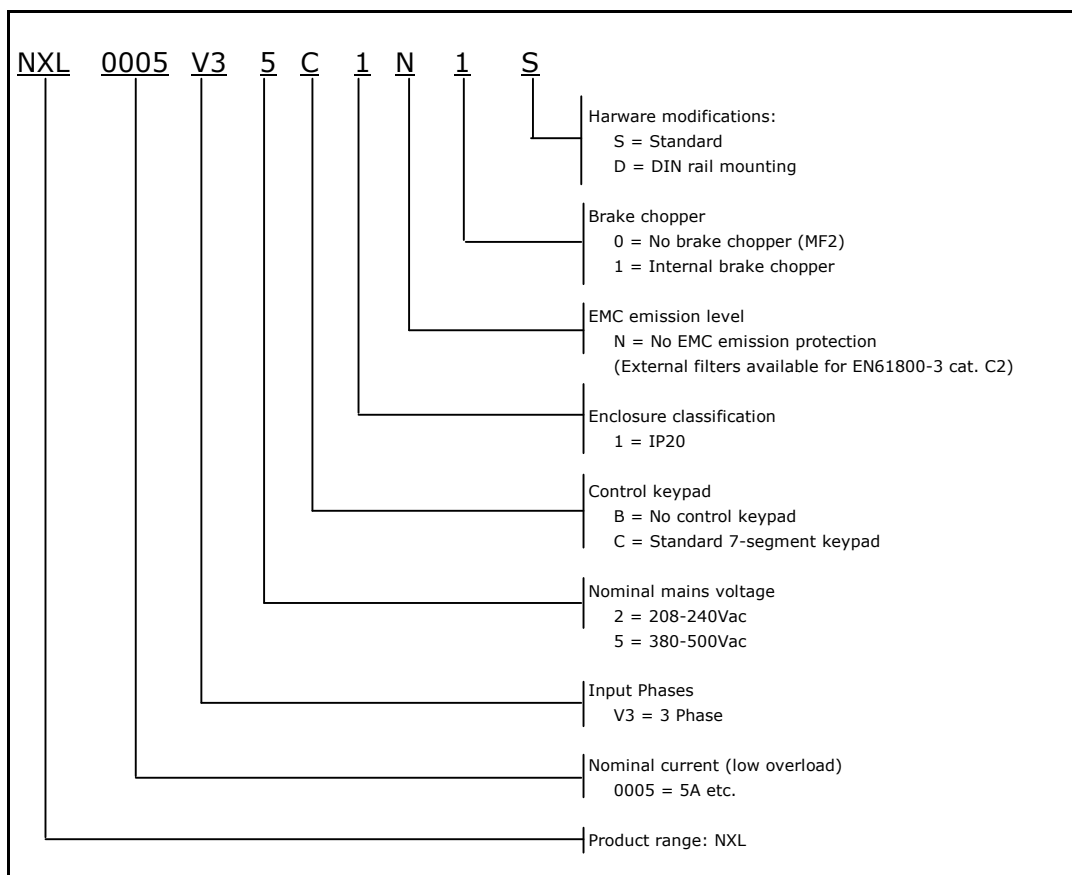 NXL 0005 V3 5 C 1 N 1 S
Harware modifications:
S = Standard
D = DIN rail mounting
Brake chopper
0 = No brake chopper (MF2)
1 = Internal brake chopper
EMC emission level
N = No EMC emission protection
(External filters available for EN61800-3 cat. C2)
Enclosure classification
1 = IP20
Control keypad
B = No control keypad
C = Standard 7-segment keypad
Nominal mains voltage
2 = 208-240Vac
5 = 380-500Vac
Input Phases
V3 = 3 Phase
Nominal current (low overload)
0005 = 5A etc.
Product range: NXL